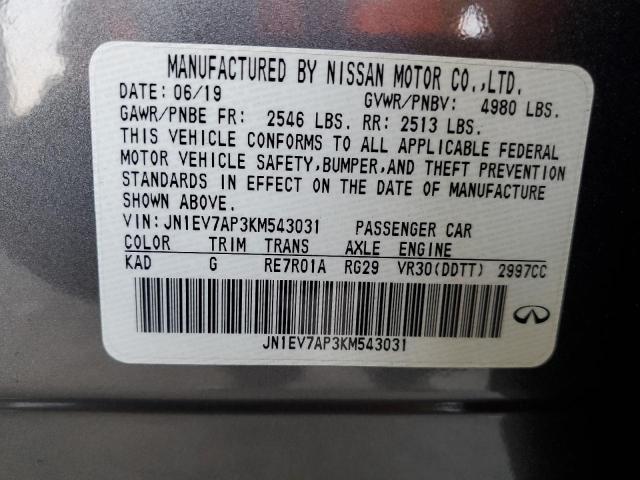 MANUFACTURED BY NISSAN MOTOR CO.,LTD.
DATE: 06/19 GVWR/PNBV: 4980 LBS.
GAWR/PNBE FR: 2546 LBS. RR: 2513 LBS.
THIS VEHICLE CONFORMS TO ALL APPLICABLE FEDERAL
MOTOR VEHICLE SAFETY,BUMPER,AND THEFT PREVENTION
STANDARDS IN EFFECT ON THE DATE OF MANUFACTURE
SHOWN ABOVE.
VIN: JN1EV7AP3KM543031 PASSENGER CAR
COLOR TRIM TRANS AXLE ENGINE
KAD G RE7R01A RG29 VR30(DDTT) 2997CC
JN1EV7AP3KM543031